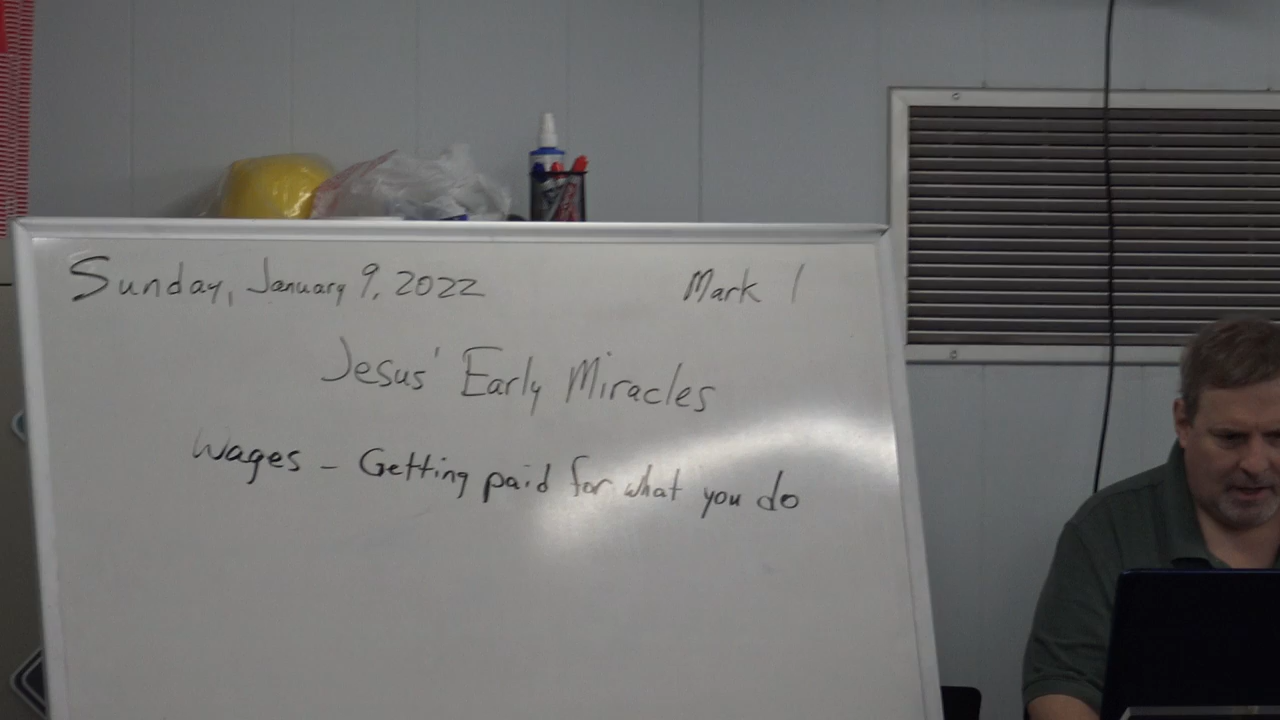 Sunday, January 9, 2022 Mark 1
Jesus' Early Miracles
Wages - Getting paid for what you do